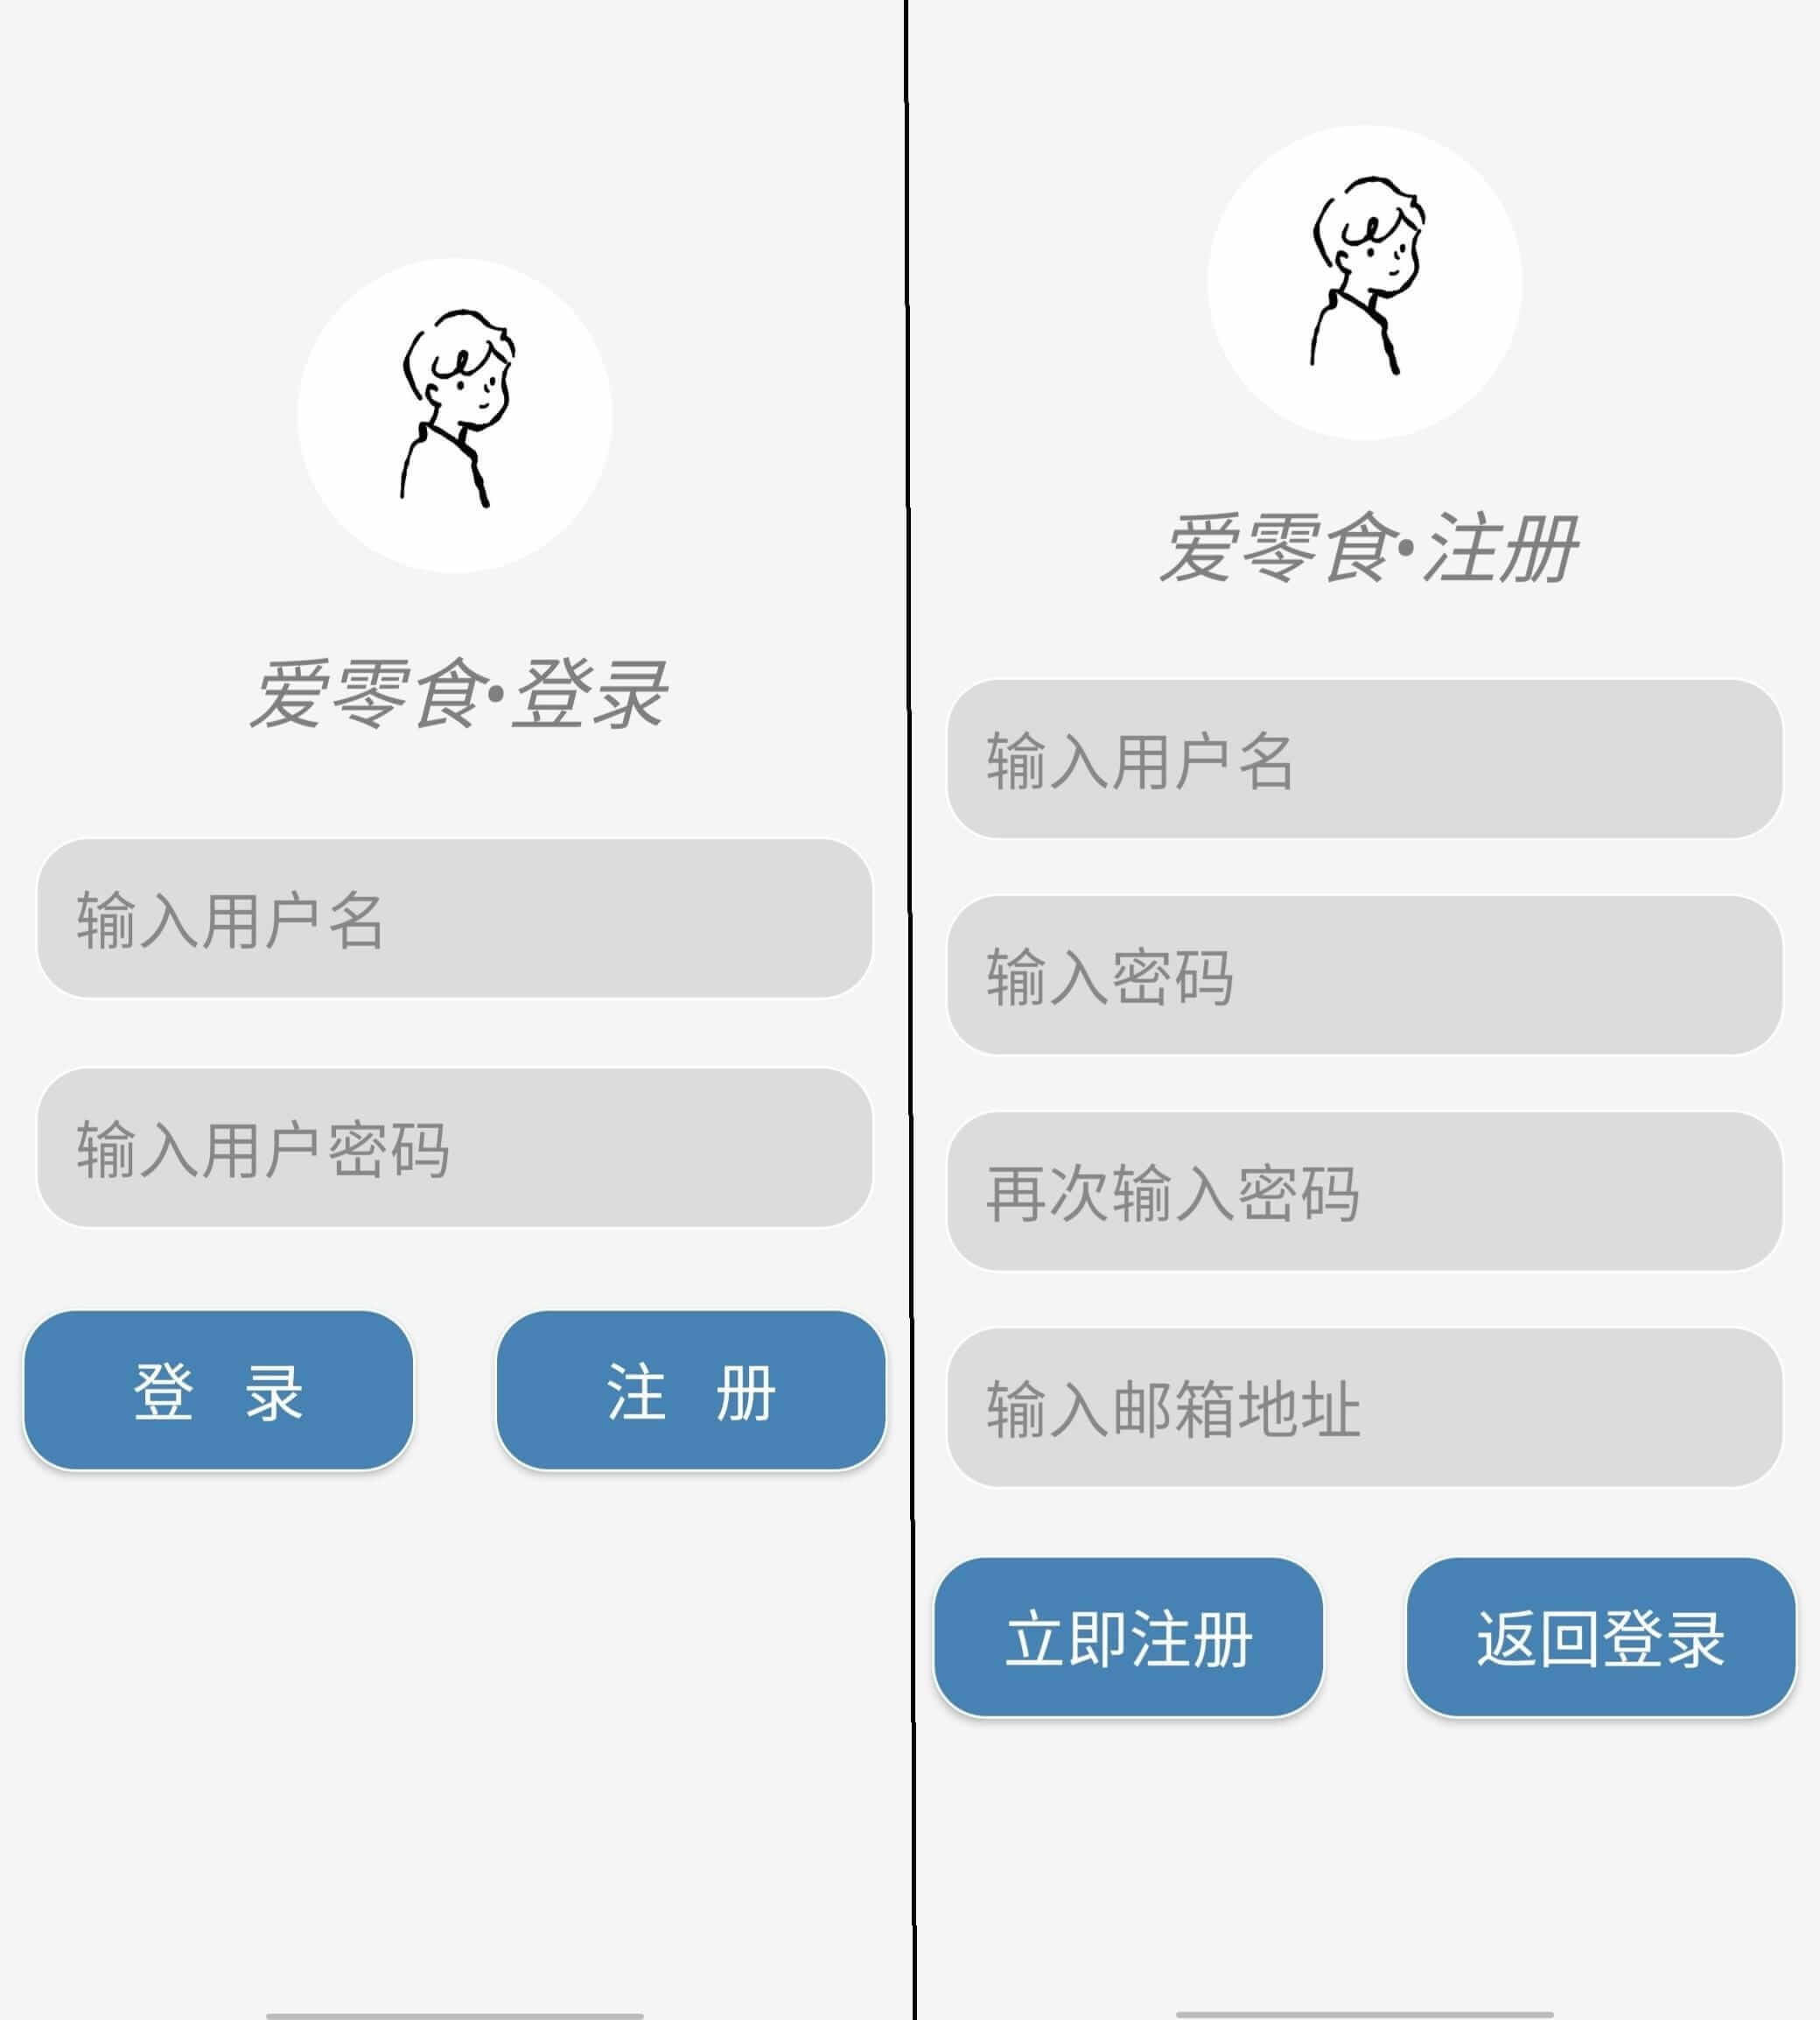 爱零食·登录
输入用户名
输入用户密码
登 录
注 册
爱零食·注册
输入用户名
输入密码
再次输入密码
输入邮箱地址
立即注册
返回登录